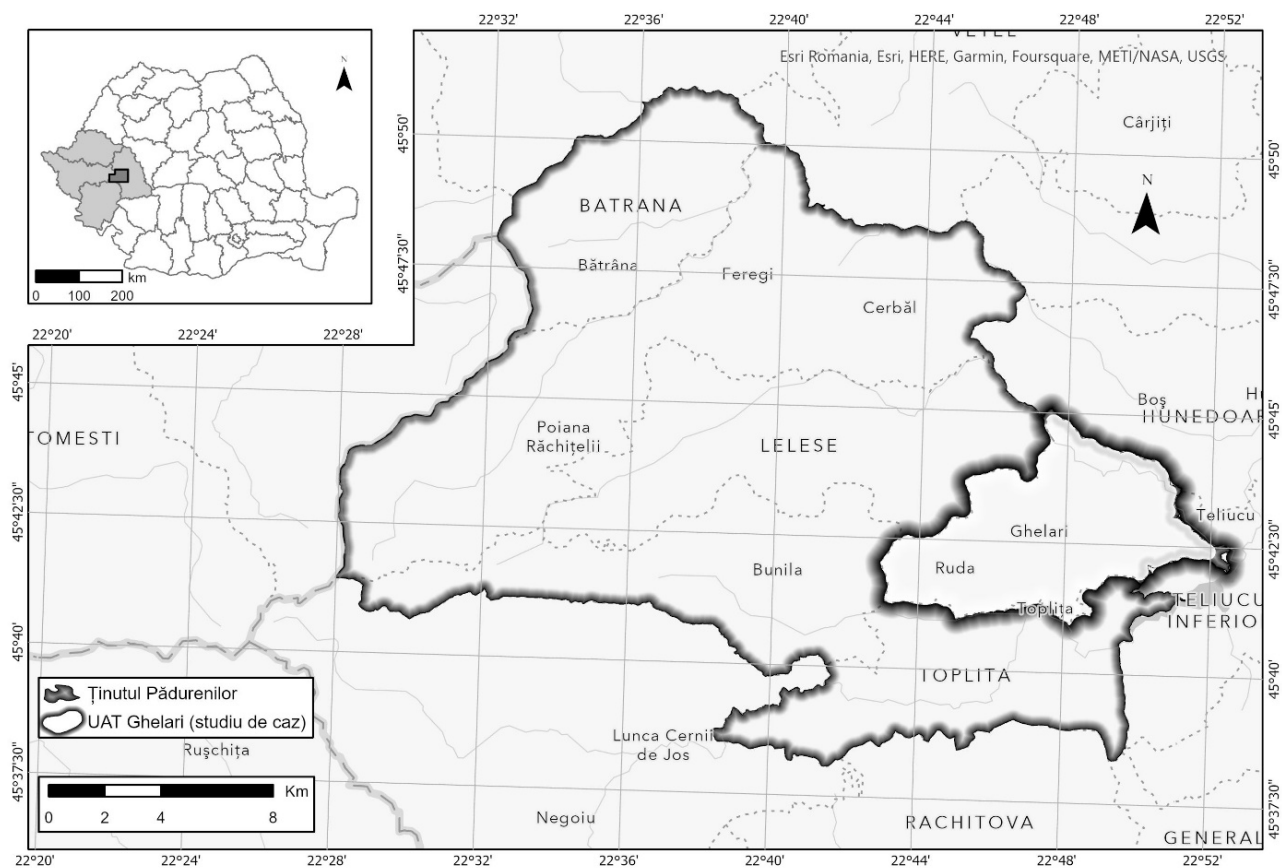 22°32'
22°36'
22°40'
22°44'
22°48'
22°52'
Esri Romania, Esri, HERE, Garmin, Foursquare, METI/NASA, USGS
N
km
0 100 200
45°50'
45°47'30"
Cârjiți
45°50'
N
BATRANA
Bătrâna
Feregi
Cerbăl
45°47'30"
22°20'
22°24'
22°28'
45°45'
TOMESTI
Poiana
Răchițelii
LELESE
Boș
HUNEDOAR
45°45'
45°42'30"
Ghelari
Teliucu
Bunila
Ruda
Toplița
45°42'30"
TELIUCU
INFERIO
45°40'
TOPLITA
45°40'
Ținutul Pădurenilor
UAT Ghelari (studiu de caz)
Rușchița
Lunca Cernii
de Jos
45°37'30"
Km
0 2 4 8
Negoiu
RACHITOVA
GENERAL
45°37'30"
22°20'
22°24'
22°28'
22°32'
22°36'
22°40'
22°44'
22°48'
22°52'